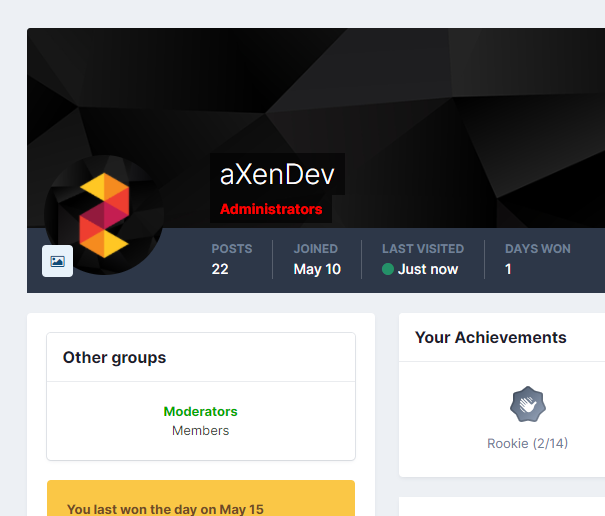 aXenDev
Administrators
POSTS
22
JOINED
May 10
LAST VISITED
Just now
DAYS WON
1
Other groups
Moderators
Members
You last won the day on May 15
Your Achievements
Rookie (2/14)